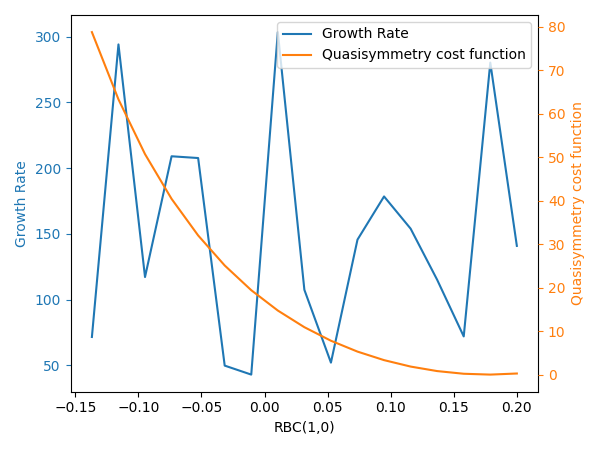 Growth Rate
Quasisymmetry cost function
300
250
200
150
100
50
Growth Rate
80
70
60
50
40
30
20
10
0
Quasisymmetry cost function
−0.15 −0.10 −0.05 0.00 0.05 0.10 0.15 0.20
RBC(1,0)